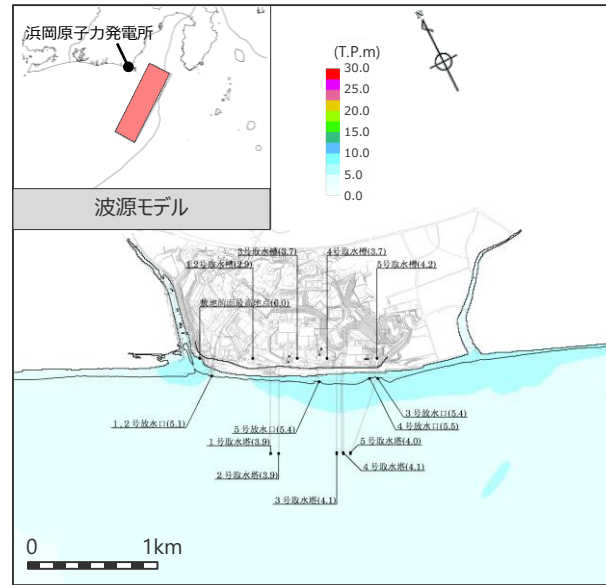 浜岡原子力発電所
波源モデル
(T.P.m)
30.0
25.0
20.0
15.0
10.0
5.0
0.0
N
3号取水槽(3.7)
4号取水槽(3.7)
1,2号取水槽(2.9)
5号取水槽(4.2)
敷地前面最高地点(6.0)
1,2号放水口(5.1)
5号放水口(5.4)
3号放水口(5.4)
4号放水口(5.5)
1号取水塔(3.9)
5号取水塔(4.0)
2号取水塔(3.9)
4号取水塔(4.1)
3号取水塔(4.1)
0 1km